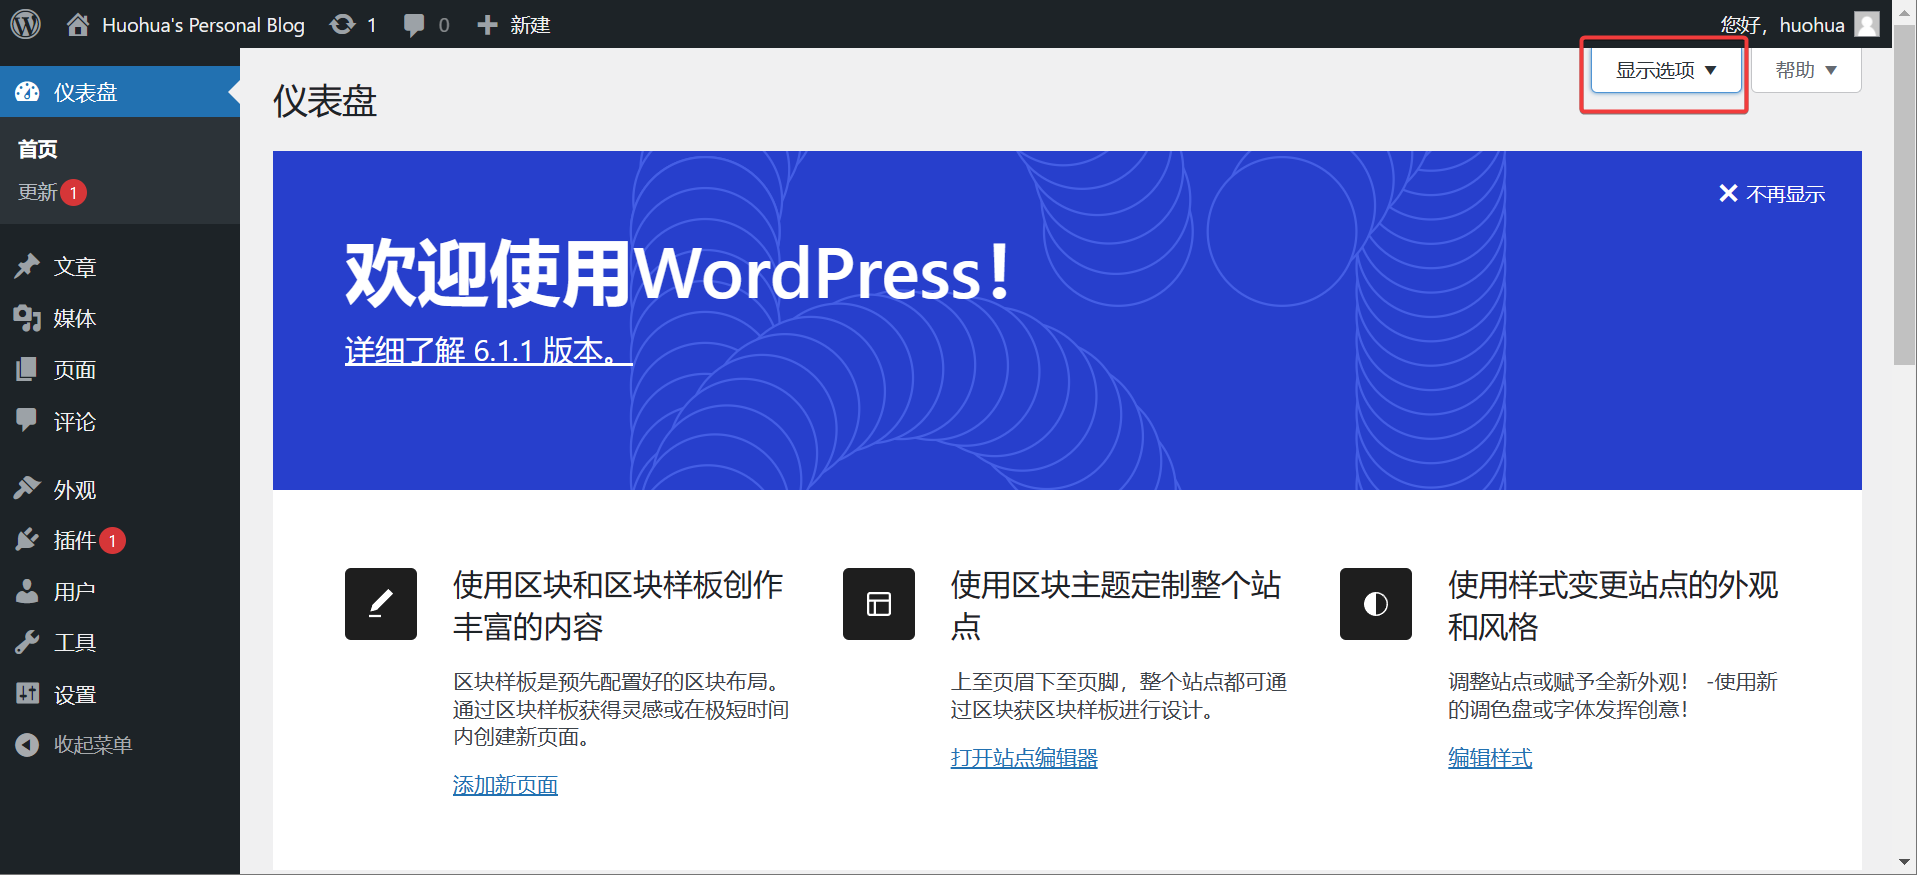 Huohua's Personal Blog 1 0 新建 您好，huohua
显示选项 帮助
仪表盘
首页
更新 1
文章
媒体
页面
评论
外观
插件 1
用户
工具
设置
收起菜单
仪表盘
不再显示
欢迎使用WordPress！
详细了解 6.1.1 版本。
使用区块和区块样板创作
丰富的内容
区块样板是预先配置好的区块布局。
通过区块样板获得灵感或在极短时间
内创建新页面。
添加新页面
使用区块主题定制整个站
点
上至页眉下至页脚，整个站点都可通
过区块获区块样板进行设计。
打开站点编辑器
使用样式变更站点的外观
和风格
调整站点或赋予全新外观！ -使用新
的调色盘或字体发挥创意！
编辑样式